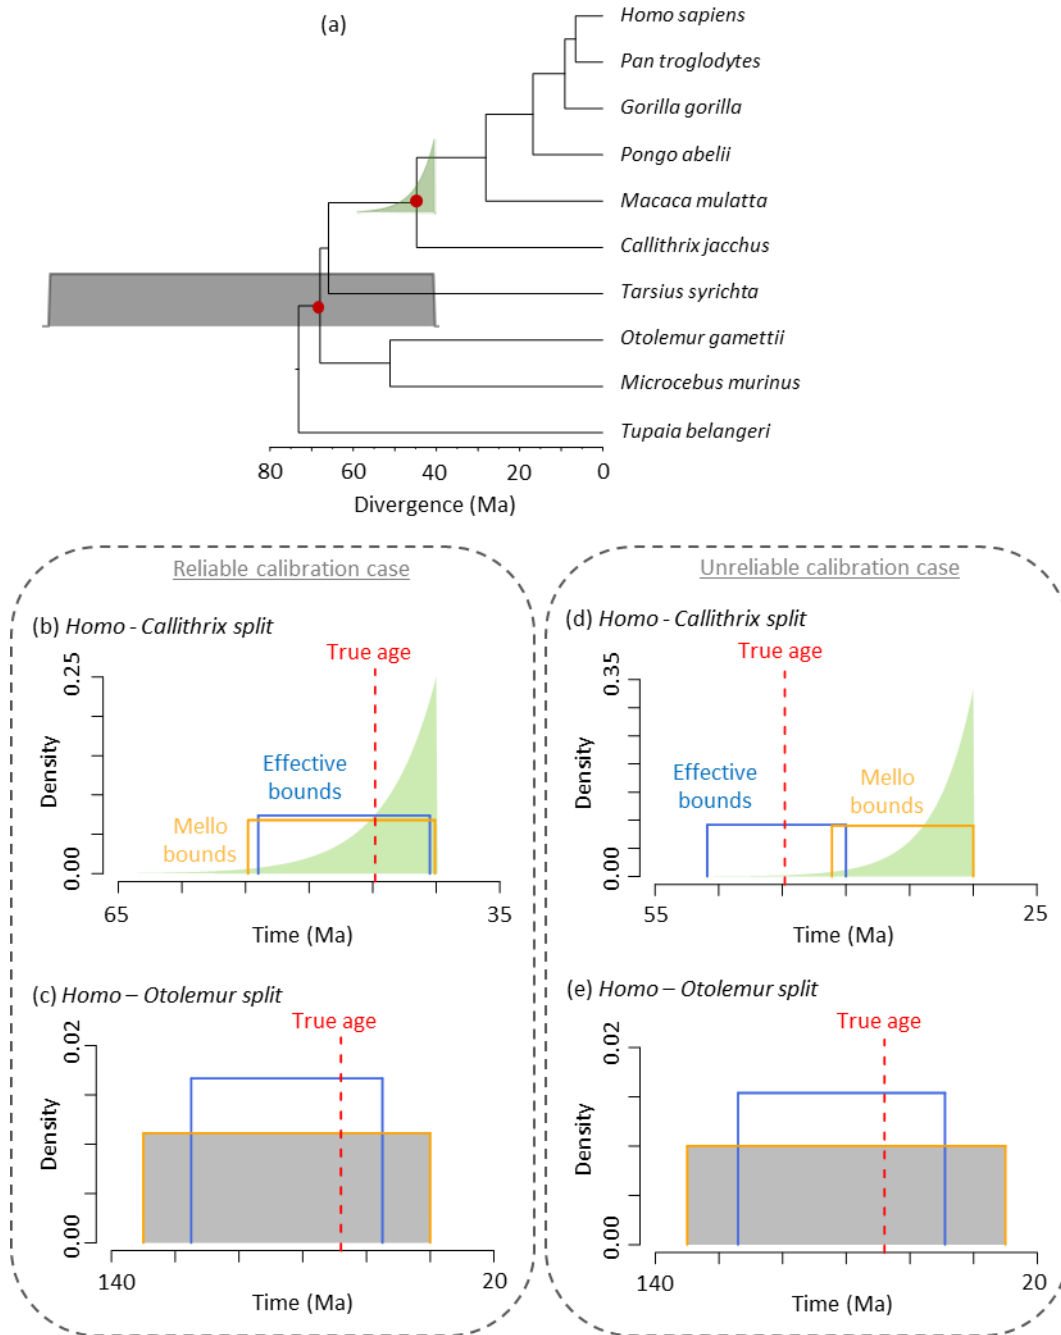 (a)
Homo sapiens
Pan troglodytes
Gorilla gorilla
Pongo abelii
Macaca mulatta
Callithrix jacchus
Tarsius syrichta
Otolemur gamettii
Microcebus murinus
Tupaia belangeri
80 60 40 20 0
Divergence (Ma)
Reliable calibration case
(b) Homo - Callithrix split
True age
0.25
Density
0.00
Effective
bounds
Mello
bounds
65 35
Time (Ma)
(c) Homo – Otolemur split
True age
0.02
Density
0.00
140 20
Time (Ma)
Unreliable calibration case
(d) Homo - Callithrix split
True age
0.35
Density
0.00
Effective
bounds
Mello
bounds
55 25
Time (Ma)
(e) Homo – Otolemur split
True age
0.02
Density
0.00
140 20
Time (Ma)